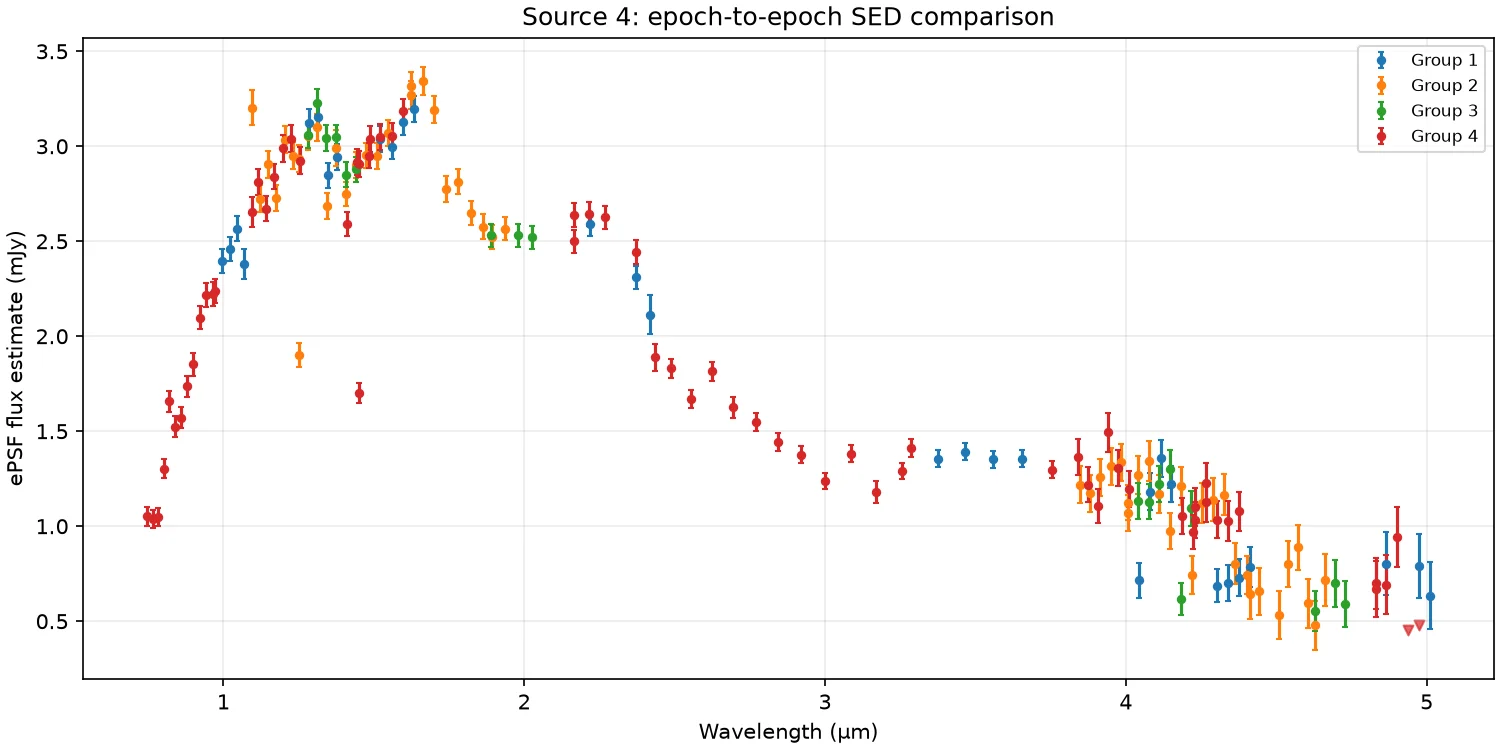 Source 4: epoch-to-epoch SED comparison
3.5
3.0
2.5
2.0
1.5
1.0
0.5
ePSF flux estimate (mJy)
Group 1
Group 2
Group 3
Group 4
1 2 3 4 5
Wavelength (µm)